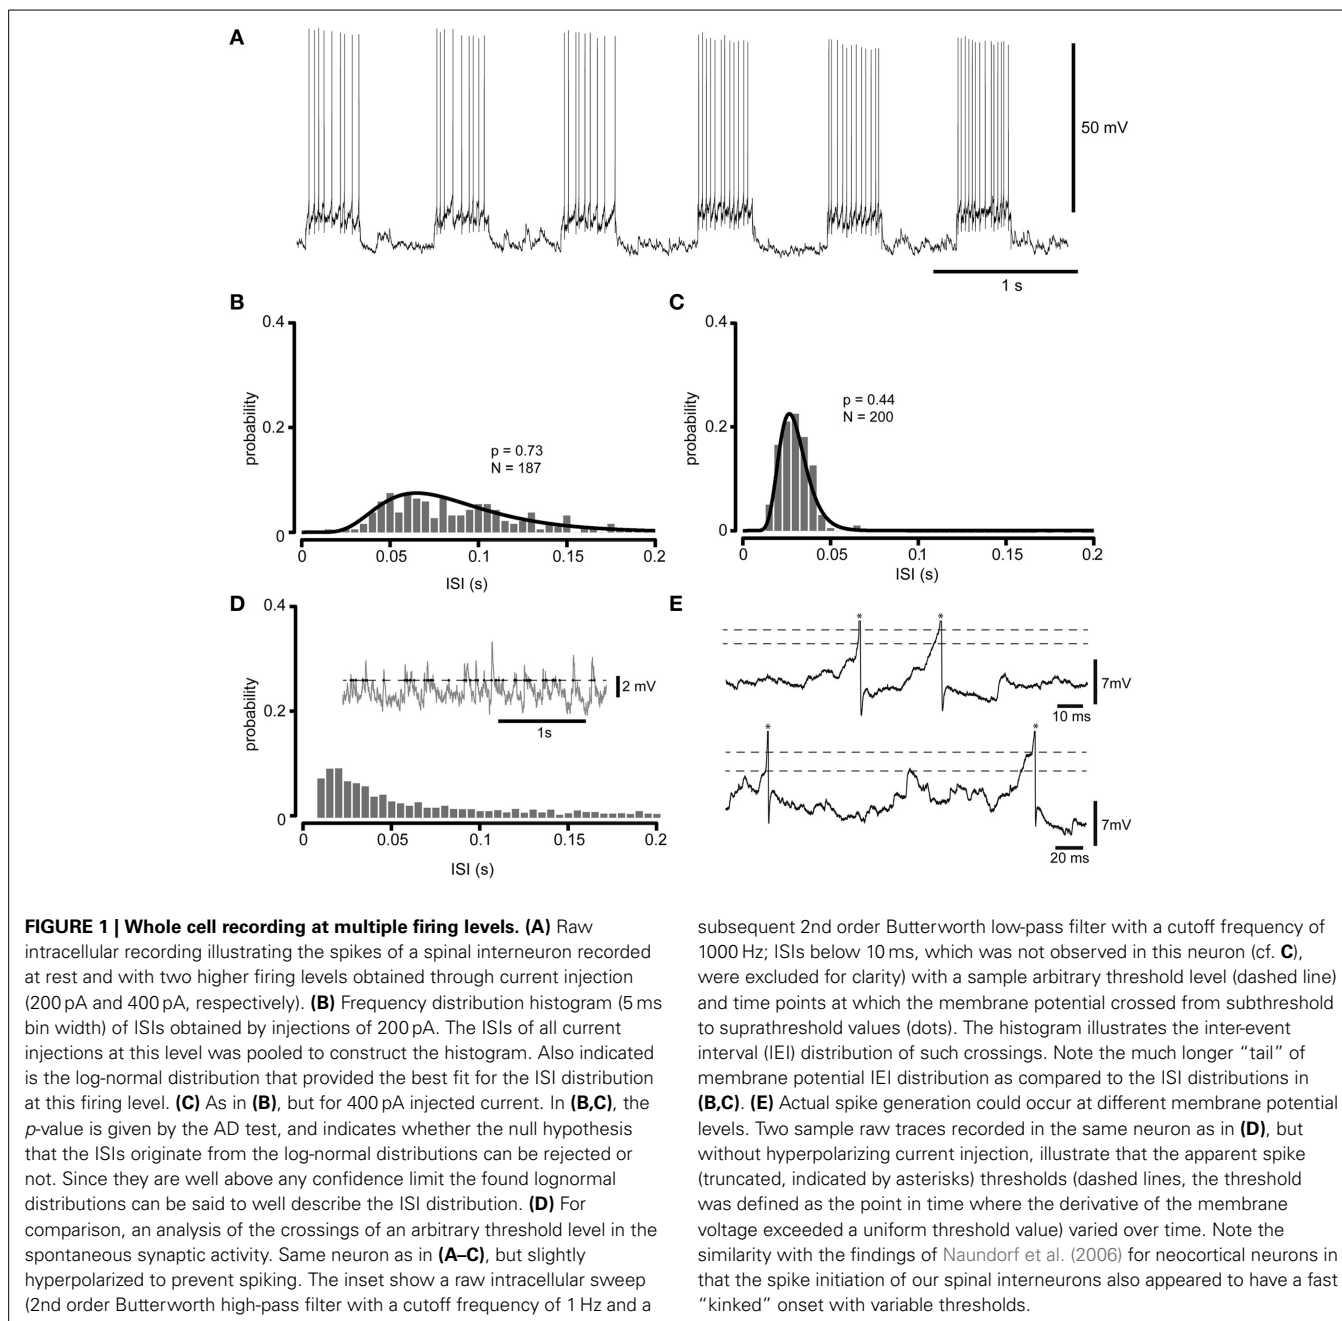 A
50 mV
1 s
B
0.4
0.2
0
probability
p = 0.73
N = 187
0
0.05
0.1
0.15
0.2
ISI (s)
C
0.4
0.2
0
probability
p = 0.44
N = 200
0
0.05
0.1
0.15
0.2
ISI (s)
D
0.4
0.2
0
probability
2 mV
1s
0
0.05
0.1
0.15
0.2
ISI (s)
E
*
*
7mV
10 ms
*
*
7mV
20 ms
FIGURE 1 | Whole cell recording at multiple firing levels. (A) Raw
intracellular recording illustrating the spikes of a spinal interneuron recorded
at rest and with two higher firing levels obtained through current injection
(200 pA and 400 pA, respectively). (B) Frequency distribution histogram (5 ms
bin width) of ISIs obtained by injections of 200 pA. The ISIs of all current
injections at this level was pooled to construct the histogram. Also indicated
is the log-normal distribution that provided the best fit for the ISI distribution
at this firing level. (C) As in (B), but for 400 pA injected current. In (B,C), the
p-value is given by the AD test, and indicates whether the null hypothesis
that the ISIs originate from the log-normal distributions can be rejected or
not. Since they are well above any confidence limit the found lognormal
distributions can be said to well describe the ISI distribution. (D) For
comparison, an analysis of the crossings of an arbitrary threshold level in the
spontaneous synaptic activity. Same neuron as in (A–C), but slightly
hyperpolarized to prevent spiking. The inset show a raw intracellular sweep
(2nd order Butterworth high-pass filter with a cutoff frequency of 1 Hz and a
subsequent 2nd order Butterworth low-pass filter with a cutoff frequency of
1000 Hz; ISIs below 10 ms, which was not observed in this neuron (cf. C),
were excluded for clarity) with a sample arbitrary threshold level (dashed line)
and time points at which the membrane potential crossed from subthreshold
to suprathreshold values (dots). The histogram illustrates the inter-event
interval (IEI) distribution of such crossings. Note the much longer “tail” of
membrane potential IEI distribution as compared to the ISI distributions in
(B,C). (E) Actual spike generation could occur at different membrane potential
levels. Two sample raw traces recorded in the same neuron as in (D), but
without hyperpolarizing current injection, illustrate that the apparent spike
(truncated, indicated by asterisks) thresholds (dashed lines, the threshold
was defined as the point in time where the derivative of the membrane
voltage exceeded a uniform threshold value) varied over time. Note the
similarity with the findings of Naundorf et al. (2006) for neocortical neurons in
that the spike initiation of our spinal interneurons also appeared to have a fast
“kinked” onset with variable thresholds.